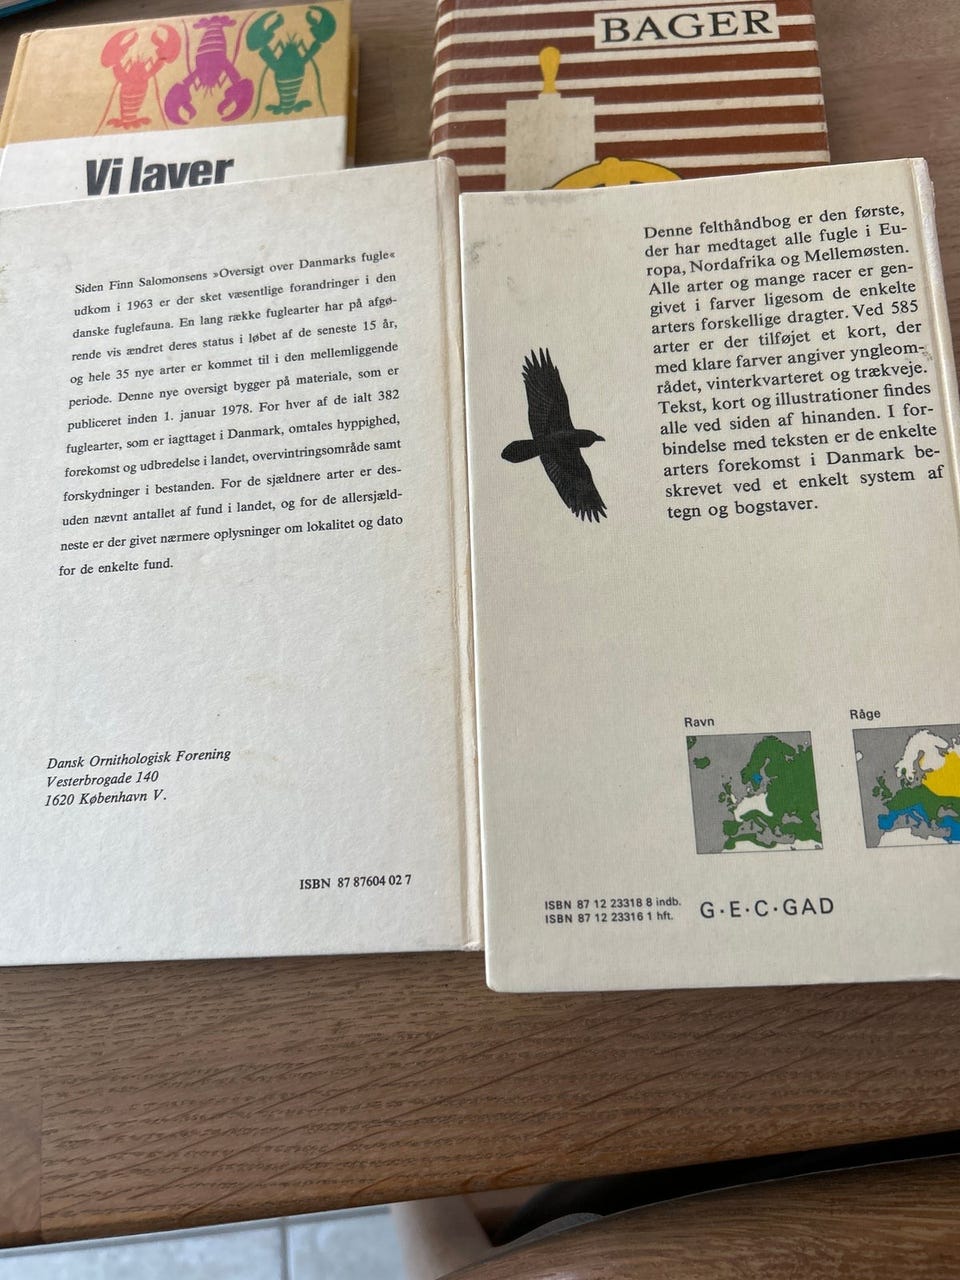 BAGER
Vi laver
Siden Finn Salomonsens »Oversigt over Danmarks fugle«
udkom i 1963 er der sket væsentlige forandringer i den
danske fuglefauna. En lang række fuglearter har på afgø-
rende vis ændret deres status i løbet af de seneste 15 år,
og hele 35 nye arter er kommet til i den mellemliggende
periode. Denne nye oversigt bygger på materiale, som er
publiceret inden 1. januar 1978. For hver af de ialt 382
fuglearter, som er iagttaget i Danmark, omtales hyppighed,
forekomst og udbredelse i landet, overvintringsområde samt
forskydninger i bestanden. For de sjældnere arter er des-
uden nævnt antallet af fund i landet, og for de allersjæld-
neste er der givet nærmere oplysninger om lokalitet og dato
for de enkelte fund.
Dansk Ornithologisk Forening
Vesterbrogade 140
1620 København V.
ISBN 87 87604 02 7
Denne felthåndbog er den første,
der har medtaget alle fugle i Eu-
ropa, Nordafrika og Mellemøsten.
Alle arter og mange racer er gen-
givet i farver ligesom de enkelte
arters forskellige dragter. Ved 585
arter er der tilføjet et kort, der
med klare farver angiver yngleom-
rådet, vinterkvarteret og trækveje.
Tekst, kort og illustrationer findes
alle ved siden af hinanden. I for-
bindelse med teksten er de enkelte
arters forekomst i Danmark be-
skrevet ved et enkelt system af
tegn og bogstaver.
Ravn
Råge
ISBN 87 12 23318 8 indb.
ISBN 87 12 23316 1 hft.
G·E·C·GAD